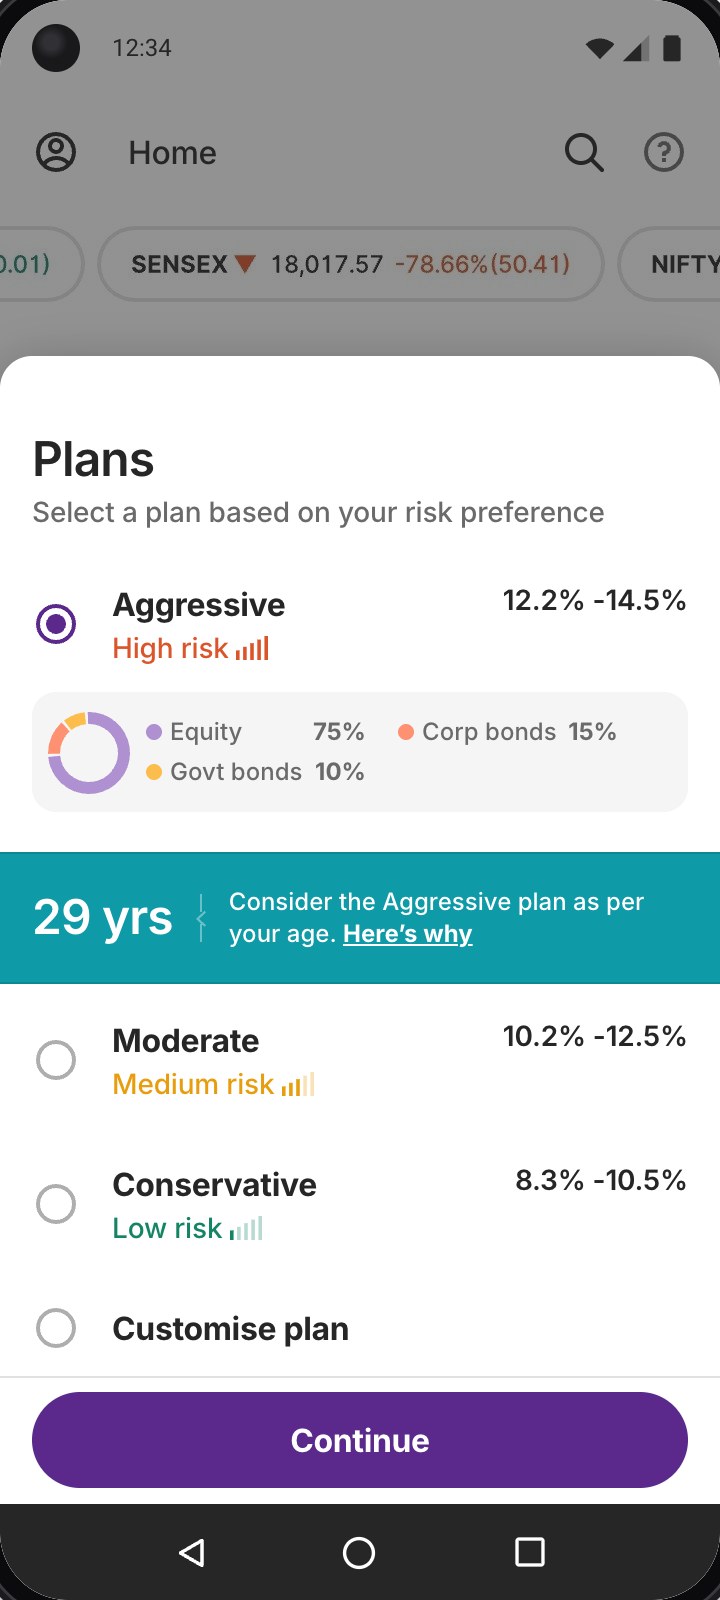 12:34
Home
0.01) SENSEX 18,017.57 -78.66%(50.41) NIFTY
Plans
Select a plan based on your risk preference
Aggressive 12.2% -14.5%
High risk
Equity 75% Corp bonds 15%
Govt bonds 10%
29 yrs
Consider the Aggressive plan as per
your age. Here's why
Moderate 10.2% -12.5%
Medium risk
Conservative 8.3% -10.5%
Low risk
Customise plan
Continue